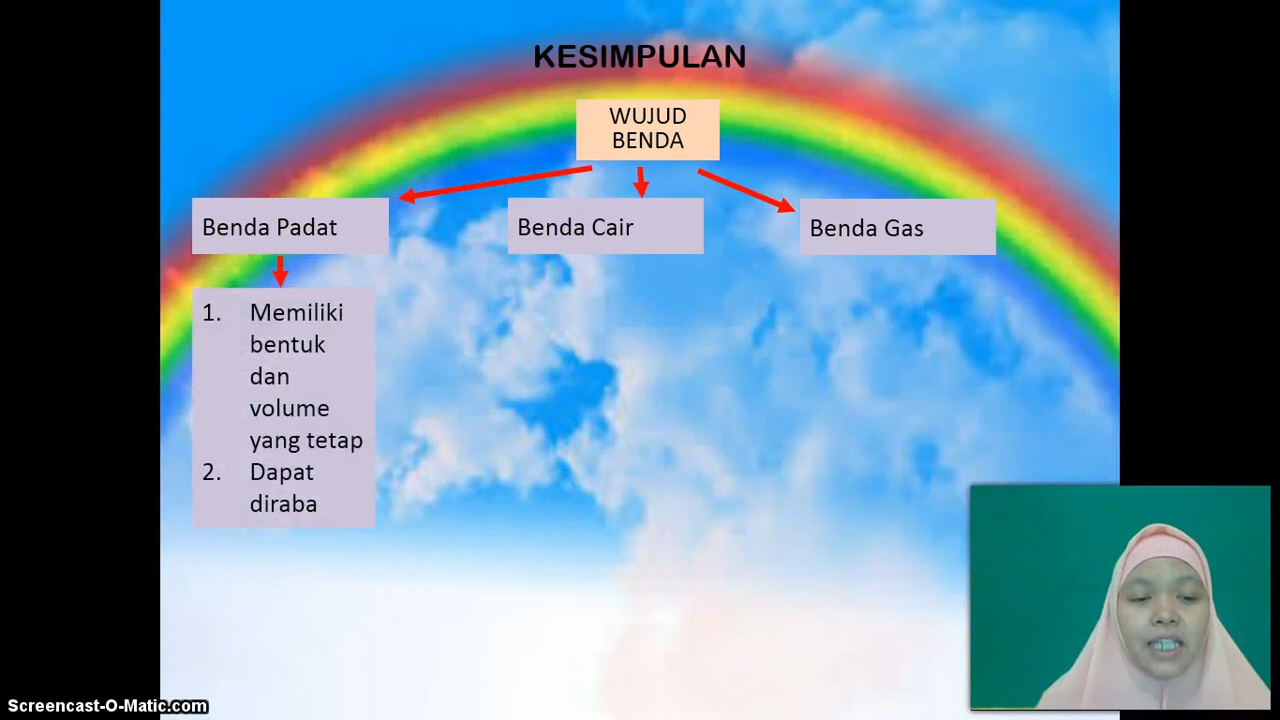 KESIMPULAN
WUJUD
BENDA
Benda Padat
Benda Cair
Benda Gas
1. Memiliki
bentuk
dan
volume
yang tetap
2. Dapat
diraba
Screencast-O-Matic.com